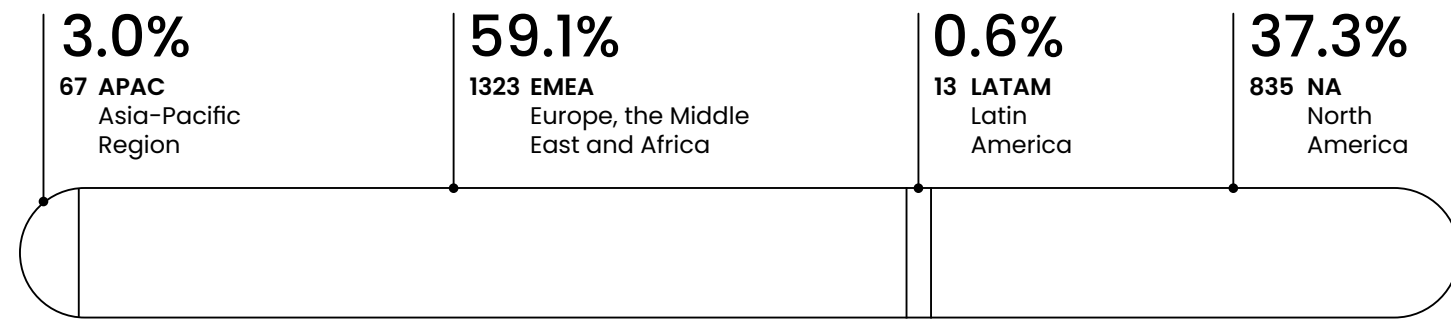 3.0%
67 APAC
Asia-Pacific
Region
59.1%
1323 EMEA
Europe, the Middle
East and Africa
0.6%
13 LATAM
Latin
America
37.3%
835 NA
North
America